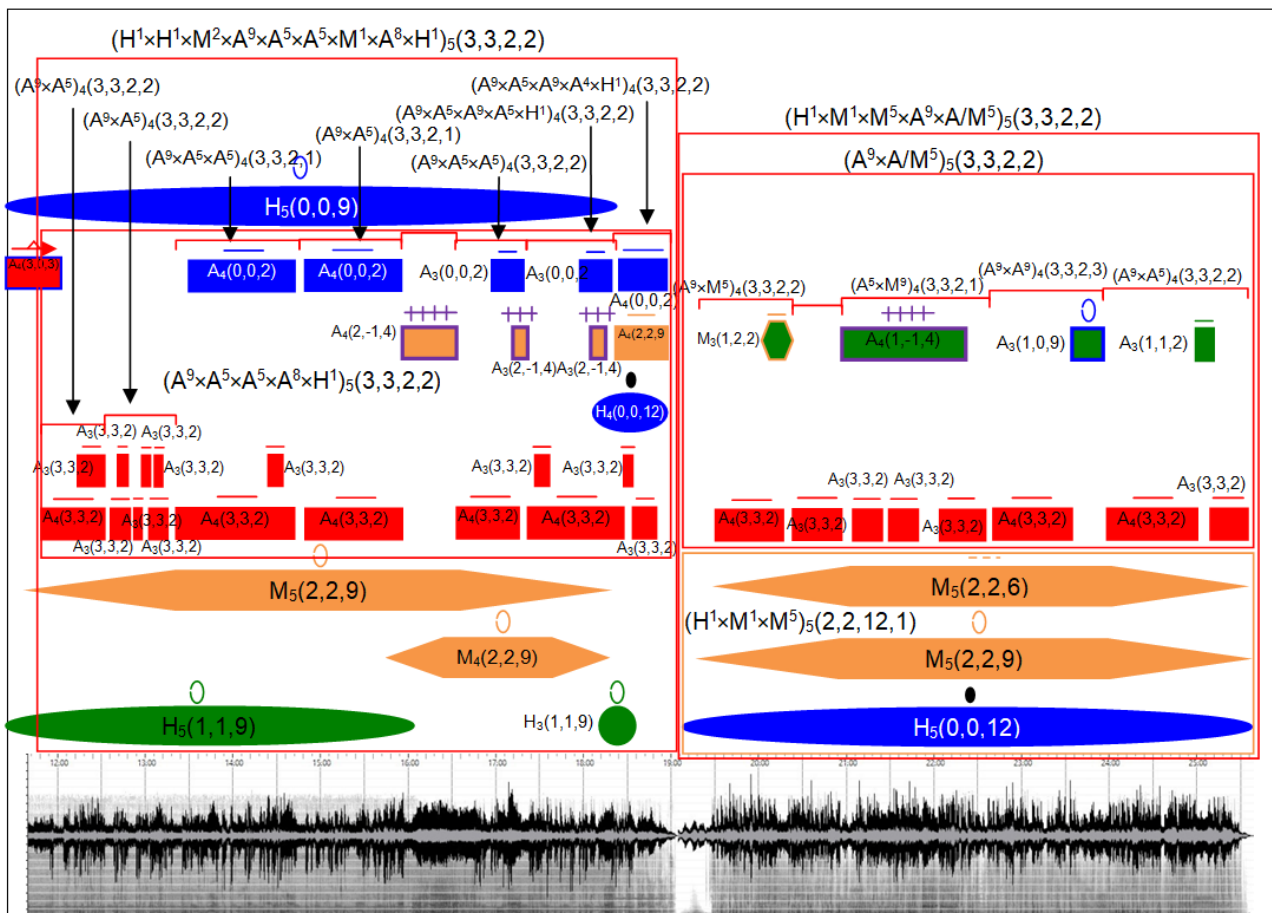 (H¹×H¹×M²×A⁹×A⁵×A⁵×M¹×A⁸×H¹)₅(3,3,2,2)
(A⁹×A⁵)₄(3,3,2,2)
(A⁹×A⁵×A⁹×A⁴×H¹)₄(3,3,2,2)
(A⁹×A⁵×A⁹×A⁵×H¹)₄(3,3,2,2)
(A⁹×A⁵)₄(3,3,2,2)
(A⁹×A⁵)₄(3,3,2,1)
(A⁹×A⁵×A⁵)₄(3,3,2,1)
(A⁹×A⁵×A⁵)₄(3,3,2,2)
(H¹×M¹×M⁵×A⁹×A/M⁵)₅(3,3,2,2)
(A⁹×A/M⁵)₅(3,3,2,2)
H₅(0,0,9)
A₄(3,0,3)
A₄(0,0,2)
A₄(0,0,2)
A₃(0,0,2)
A₃(0,0,2
A₄(0,0,2)
(A⁹×M⁵)₄(3,3,2,2)
(A⁵×M⁹)₄(3,3,2,1)
(A⁹×A⁹)₄(3,3,2,3)
(A⁹×A⁵)₄(3,3,2,2)
A₄(2,-1,4)
A₃(2,-1,4)
A₃(2,-1,4)
A₄(2,2,9
M₃(1,2,2)
A₄(1,-1,4)
A₃(1,0,9)
A₃(1,1,2)
(A⁹×A⁵×A⁵×A⁸×H¹)₅(3,3,2,2)
H₄(0,0,12)
A₃(3,3,2)
A₃(3,3,2)
A₃(3,3,2)
A₃(3,3,2)
A₃(3,3,2)
A₃(3,3,2)
A₃(3,3,2)
A₃(3,3,2)
A₃(3,3,2)
A₃(3,3,2)
A₄(3,3,2)
A₃(3,3,2)
A₄(3,3,2)
A₄(3,3,2)
A₄(3,3,2)
A₄(3,3,2)
A₄(3,3,2)
A₃(3,3,2)
A₃(3,3,2)
A₄(3,3,2)
A₄(3,3,2)
A₃(3,3,2)
A₃(3,3,2)
A₃(3,3,2)
M₅(2,2,9)
M₅(2,2,6)
(H¹×M¹×M⁵)₅(2,2,12,1)
M₄(2,2,9)
M₅(2,2,9)
H₅(1,1,9)
H₃(1,1,9)
H₅(0,0,12)
12.00 13.00 14.00 15.00 16.00 17.00 18.00 19.00 20.00 21.00 22.00 23.00 24.00 25.00